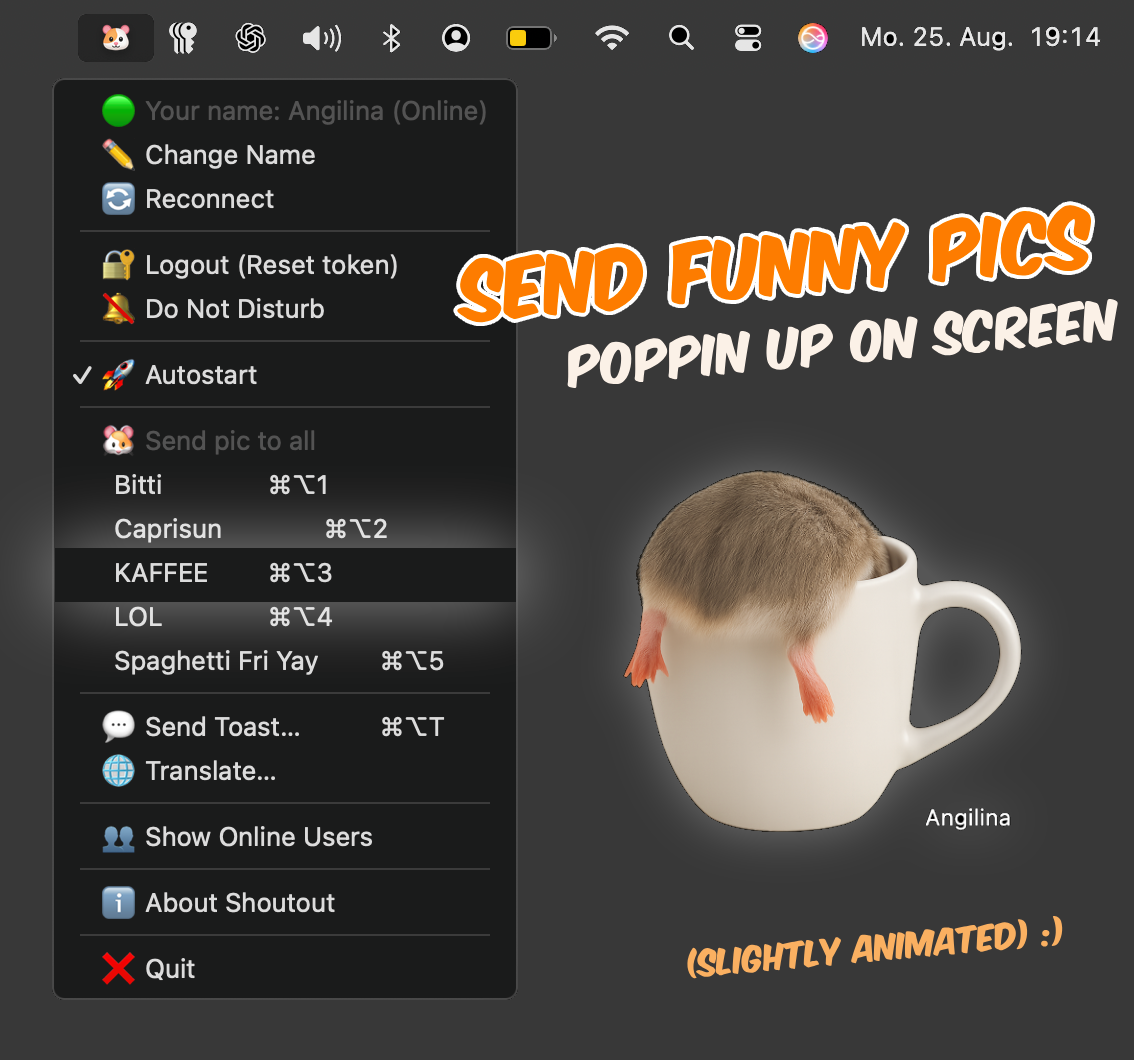 Mo. 25. Aug. 19:14
Your name: Angilina (Online)
Change Name
Reconnect
Logout (Reset token)
Do Not Disturb
✓ Autostart
Send pic to all
Bitti ⌘⌥1
Caprisun ⌘⌥2
KAFFEE ⌘⌥3
LOL ⌘⌥4
Spaghetti Fri Yay ⌘⌥5
Send Toast... ⌘⌥T
Translate...
Show Online Users
About Shoutout
Quit
SEND FUNNY PICS
POPPIN UP ON SCREEN
Angilina
(SLIGHTLY ANIMATED) :)